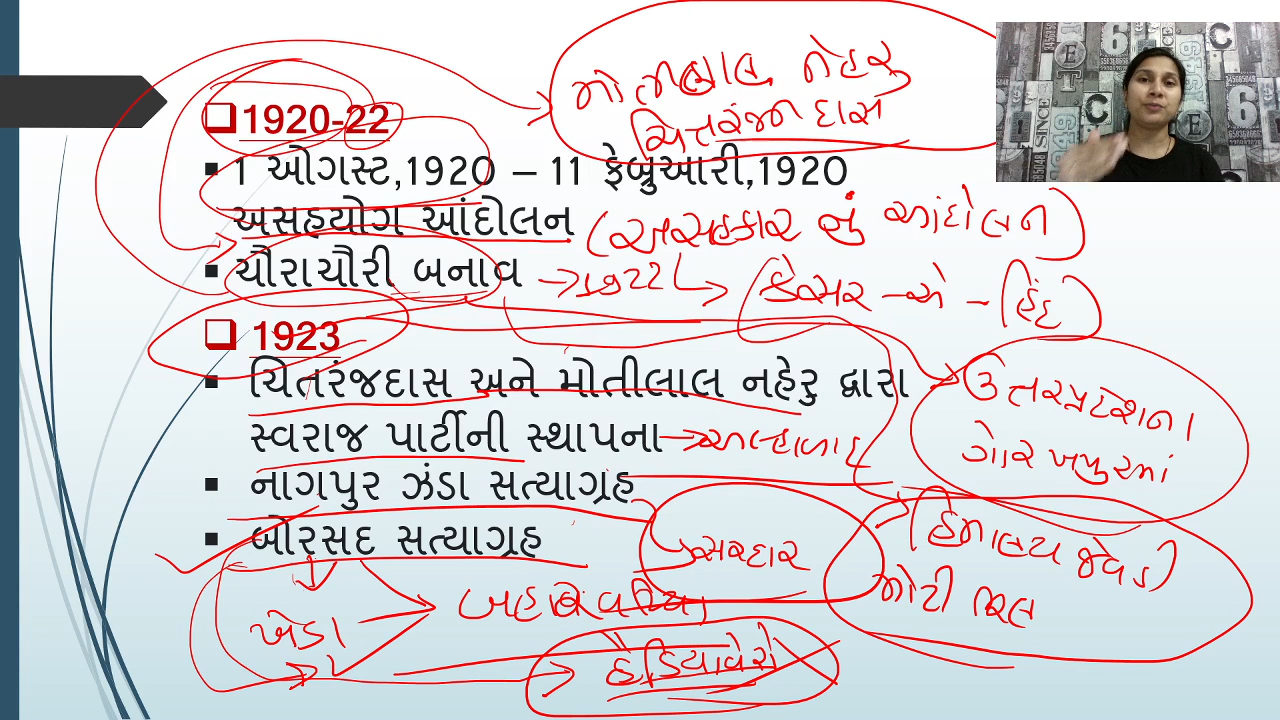 મોતીલાલ નેહરુ
ચિતરંજન દાસ
1920-22
1 ઓગસ્ટ,1920 – 11 ફેબ્રુઆરી,1920
અસહયોગ આંદોલન (અસહકાર નું આંદોલન)
ચૌરાચૌરી બનાવ → 1922 → કેસર-એ-હિંદ
1923
ચિતરંજદાસ અને મોતીલાલ નહેરુ દ્વારા
સ્વરાજ પાર્ટીની સ્થાપના → અલ્હાબાદ
ઉત્તરપ્રદેશના
ગોરખપુરમાં
નાગપુર ઝંડા સત્યાગ્રહ
બોરસદ સત્યાગ્રહ
સરદાર
હિમાલય જેવડી
મોટી ભૂલ
ખેડા
હૈડિયાવેરો